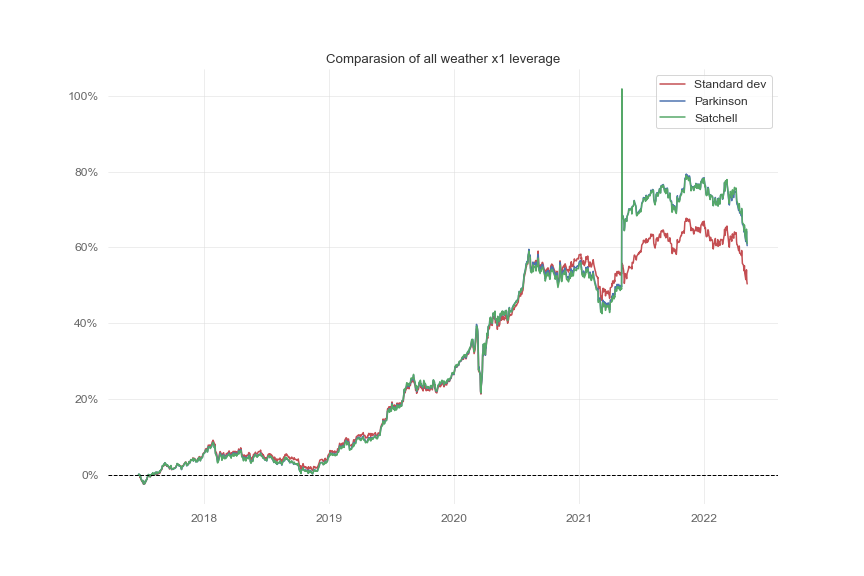 Comparasion of all weather x1 leverage
Standard dev
Parkinson
Satchell
100%
80%
60%
40%
20%
0%
2018 2019 2020 2021 2022